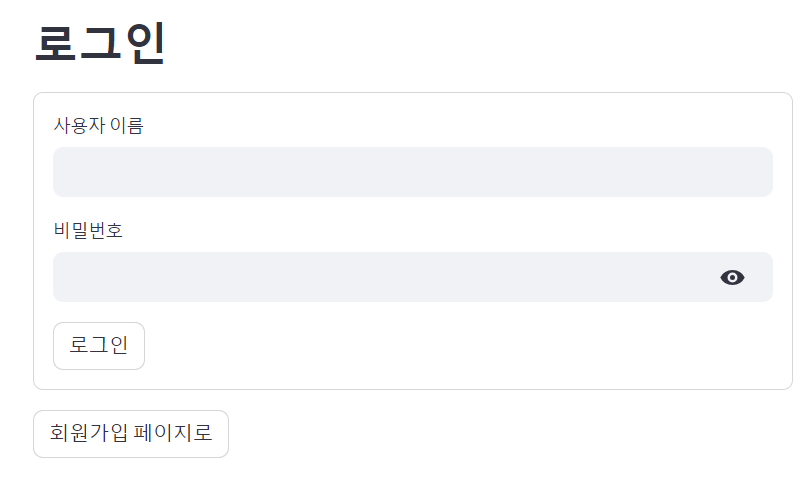 로그인
사용자 이름
비밀번호
로그인
회원가입 페이지로